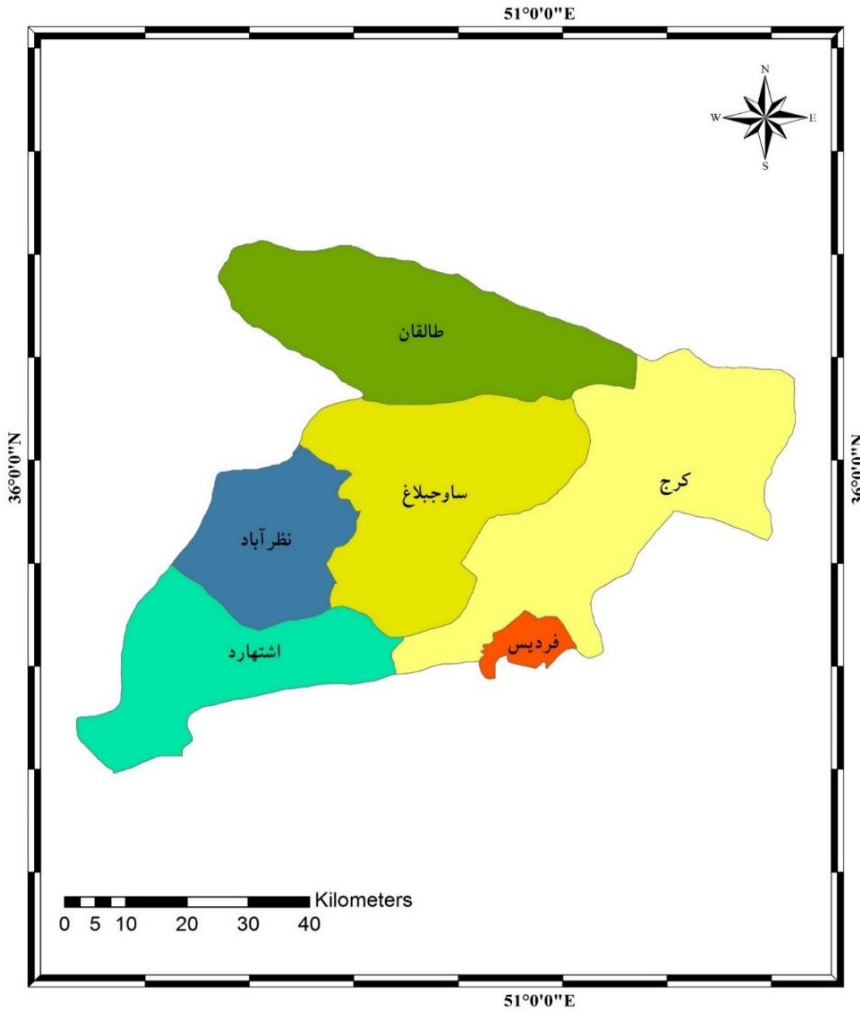 51°0'0"E
N
W E
S
طالقان
36°0'0"N
36°0'0"N
کرج
ساوجبلاغ
نظرآباد
فردیس
اشتهارد
Kilometers
0 5 10 20 30 40
51°0'0"E